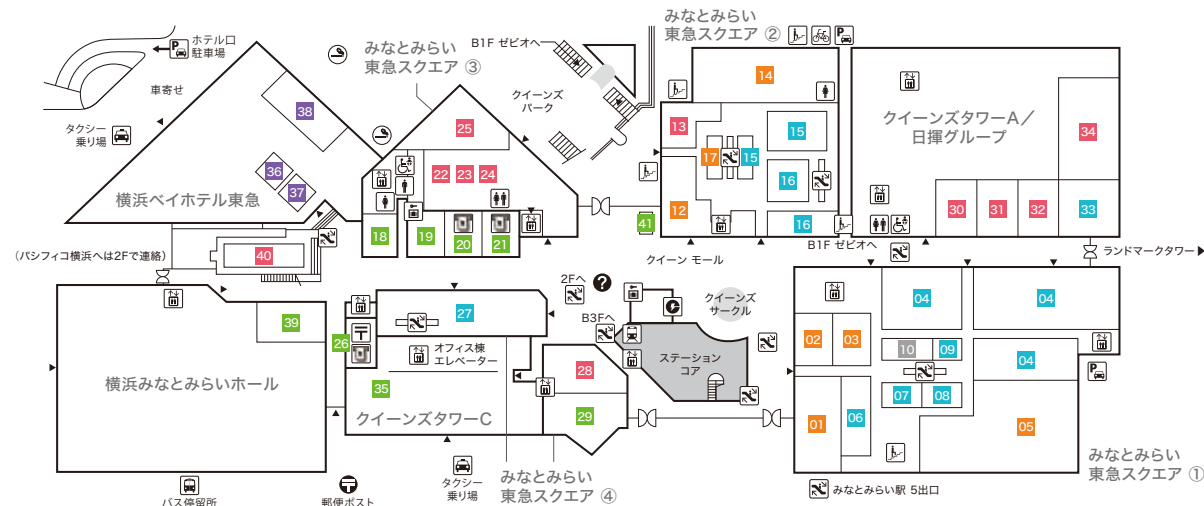 ホテル口
駐車場
車寄せ
タクシー
乗り場
みなとみらい
東急スクエア ③
B1F ゼビオへ
クイーンズ
パーク
みなとみらい
東急スクエア ②
14
13
17
15
15
16
16
12
41
クイーンズタワーA／
日揮グループ
34
30
31
32
33
38
36
37
横浜ベイホテル東急
25
22
23
24
18
19
20
21
40
(パシフィコ横浜へは2Fで連絡)
クイーン モール
B1F ゼビオへ
ランドマークタワー
39
横浜みなとみらいホール
26
27
オフィス棟
エレベーター
35
クイーンズタワーC
28
29
2Fへ
?
B3Fへ
クイーンズ
サークル
ステーション
コア
04
04
02
03
10
09
04
07
08
01
06
05
みなとみらい
東急スクエア ①
みなとみらい
東急スクエア ④
タクシー
乗り場
バス停留所
郵便ポスト
みなとみらい駅 5出口